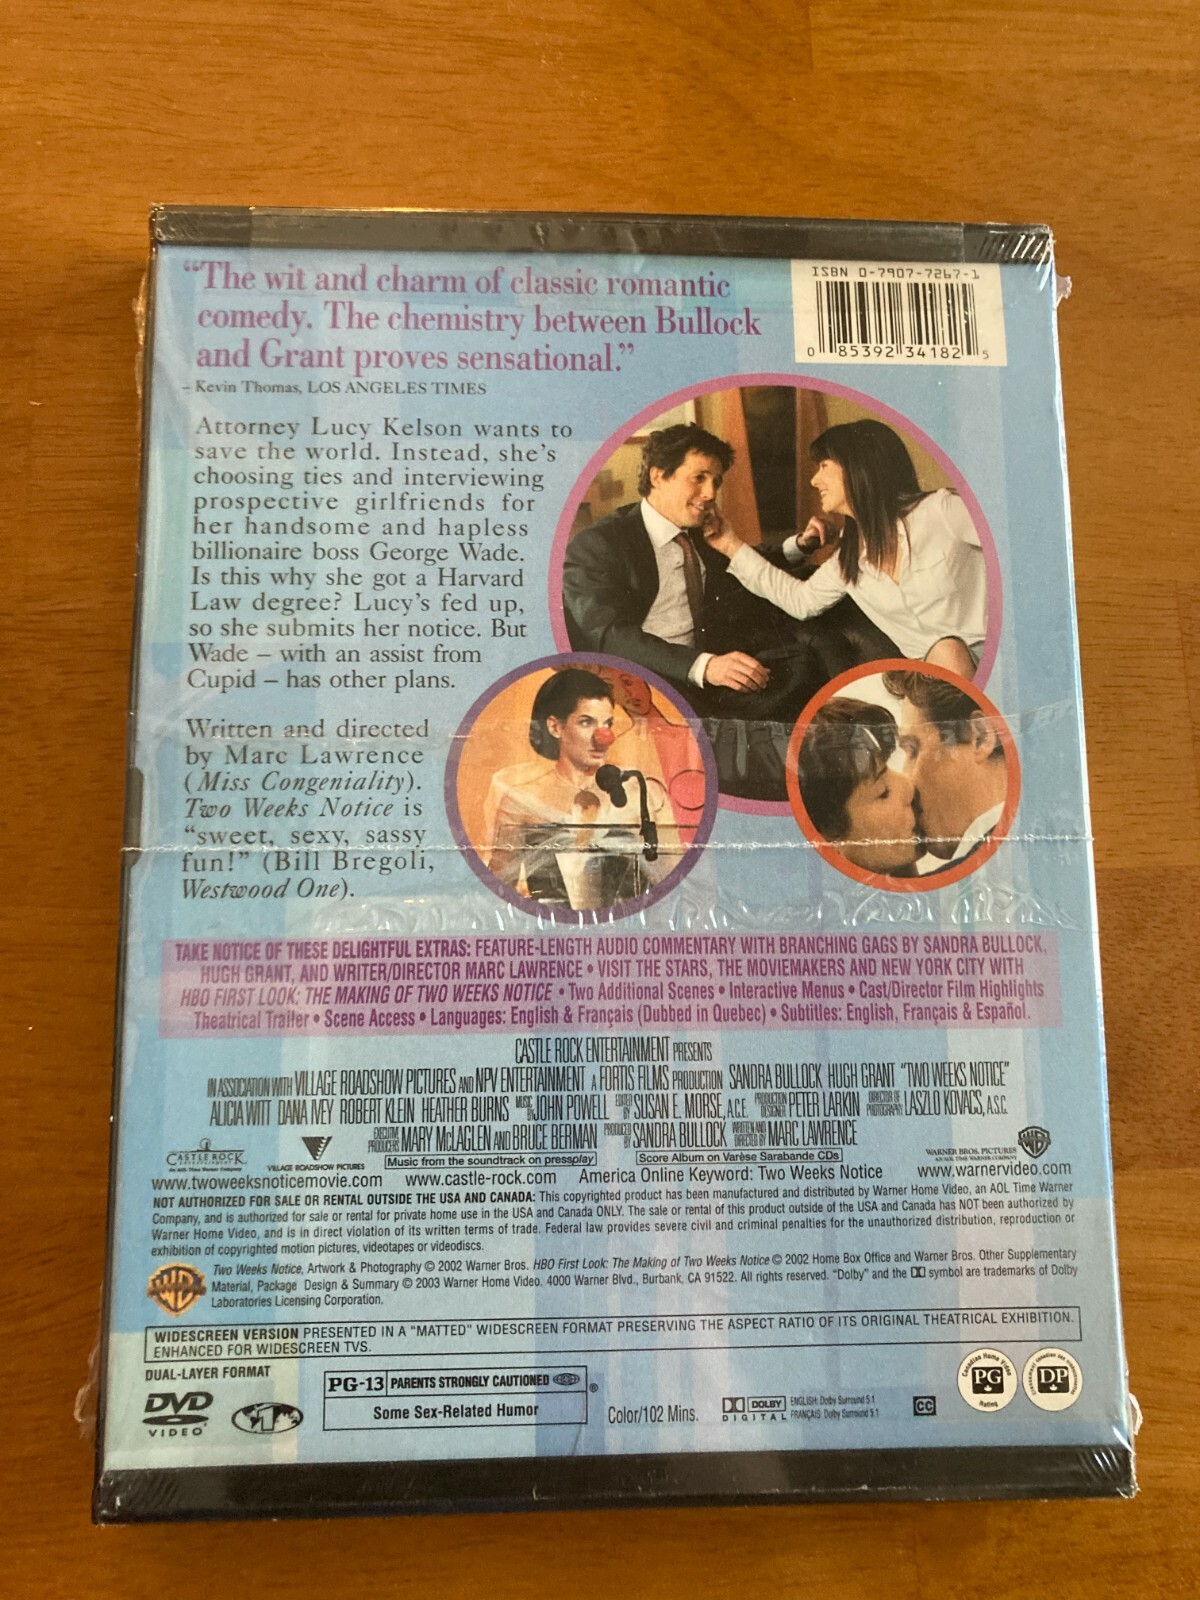 “The wit and charm of classic romantic
comedy. The chemistry between Bullock
and Grant proves sensational.”
– Kevin Thomas, LOS ANGELES TIMES
ISBN 0-7907-7267-1
0 85392 34182 5
Attorney Lucy Kelson wants to
save the world. Instead, she's
choosing ties and interviewing
prospective girlfriends for
her handsome and hapless
billionaire boss George Wade.
Is this why she got a Harvard
Law degree? Lucy's fed up,
so she submits her notice. But
Wade – with an assist from
Cupid – has other plans.
Written and directed
by Marc Lawrence
(Miss Congeniality).
Two Weeks Notice is
“sweet, sexy, sassy
fun!” (Bill Bregoli,
Westwood One).
TAKE NOTICE OF THESE DELIGHTFUL EXTRAS: FEATURE-LENGTH AUDIO COMMENTARY WITH BRANCHING GAGS BY SANDRA BULLOCK,
HUGH GRANT, AND WRITER/DIRECTOR MARC LAWRENCE • VISIT THE STARS, THE MOVIEMAKERS AND NEW YORK CITY WITH
HBO FIRST LOOK: THE MAKING OF TWO WEEKS NOTICE • Two Additional Scenes • Interactive Menus • Cast/Director Film Highlights
Theatrical Trailer • Scene Access • Languages: English & Français (Dubbed in Quebec) • Subtitles: English, Français & Español.
CASTLE ROCK ENTERTAINMENT PRESENTS
IN ASSOCIATION WITH VILLAGE ROADSHOW PICTURES AND NPV ENTERTAINMENT A FORTIS FILMS PRODUCTION SANDRA BULLOCK HUGH GRANT “TWO WEEKS NOTICE”
ALICIA WITT DANA IVEY ROBERT KLEIN HEATHER BURNS MUSIC BY JOHN POWELL EDITED BY SUSAN E. MORSE, A.C.E. PRODUCTION DESIGNER PETER LARKIN DIRECTOR OF PHOTOGRAPHY LASZLO KOVACS, A.S.C.
EXECUTIVE PRODUCERS MARY McLAGLEN AND BRUCE BERMAN PRODUCED BY SANDRA BULLOCK WRITTEN AND DIRECTED BY MARC LAWRENCE
CASTLE ROCK ENTERTAINMENT
VILLAGE ROADSHOW PICTURES
Music from the soundtrack on pressplay
Score Album on Varèse Sarabande CDs
WARNER BROS. PICTURES
www.twoweeksnoticemovie.com www.castle-rock.com America Online Keyword: Two Weeks Notice www.warnervideo.com
NOT AUTHORIZED FOR SALE OR RENTAL OUTSIDE THE USA AND CANADA: This copyrighted product has been manufactured and distributed by Warner Home Video, an AOL Time Warner
Company, and is authorized for sale or rental for private home use in the USA and Canada ONLY. The sale or rental of this product outside of the USA and Canada has NOT been authorized by
Warner Home Video, and is in direct violation of its written terms of trade. Federal law provides severe civil and criminal penalties for the unauthorized distribution, reproduction or
exhibition of copyrighted motion pictures, videotapes or videodiscs.
Two Weeks Notice, Artwork & Photography © 2002 Warner Bros. HBO First Look: The Making of Two Weeks Notice © 2002 Home Box Office and Warner Bros. Other Supplementary
Material, Package Design & Summary © 2003 Warner Home Video. 4000 Warner Blvd., Burbank, CA 91522. All rights reserved. “Dolby” and the DD symbol are trademarks of Dolby
Laboratories Licensing Corporation.
WIDESCREEN VERSION PRESENTED IN A “MATTED” WIDESCREEN FORMAT PRESERVING THE ASPECT RATIO OF ITS ORIGINAL THEATRICAL EXHIBITION.
ENHANCED FOR WIDESCREEN TVS.
DUAL-LAYER FORMAT
DVD
VIDEO
1
PG-13 PARENTS STRONGLY CAUTIONED ®
Some Sex-Related Humor
Color/102 Mins.
DOLBY
DIGITAL
ENGLISH: Dolby Surround 5.1
FRANÇAIS: Dolby Surround 5.1
CC
Canadian Home Video
PG
Rating
DP